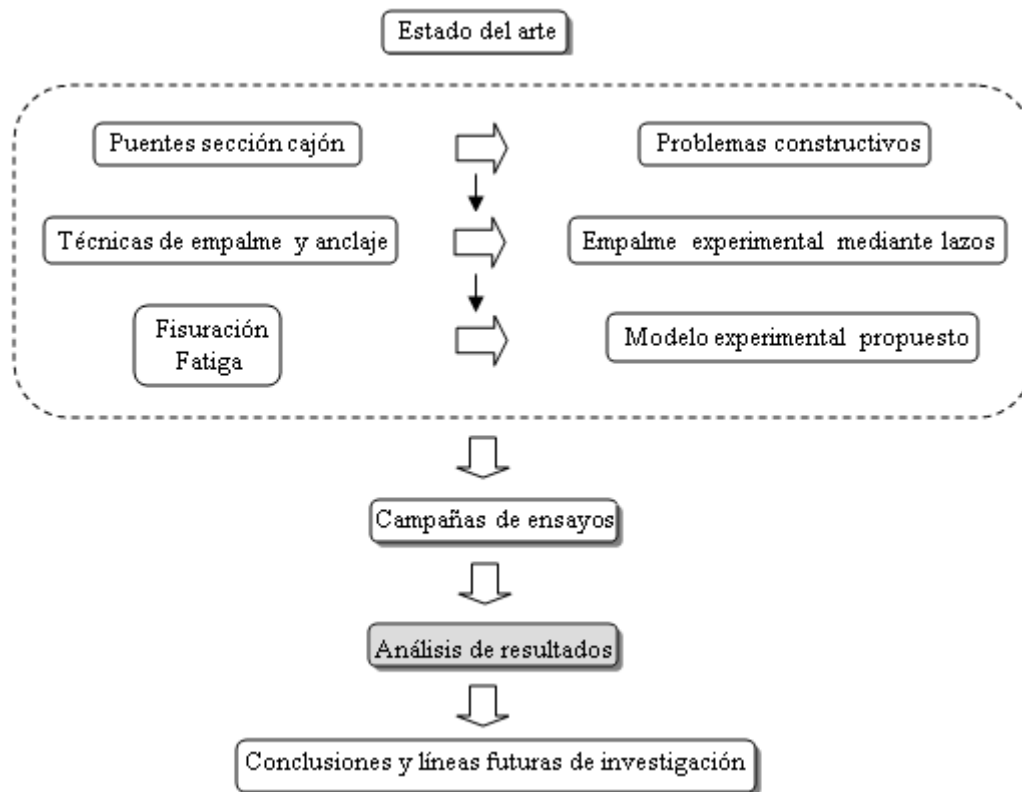 Estado del arte
Puentes sección cajón
Problemas constructivos
Técnicas de empalme y anclaje
Empalme experimental mediante lazos
Fisuración
Fatiga
Modelo experimental propuesto
Campañas de ensayos
Análisis de resultados
Conclusiones y líneas futuras de investigación